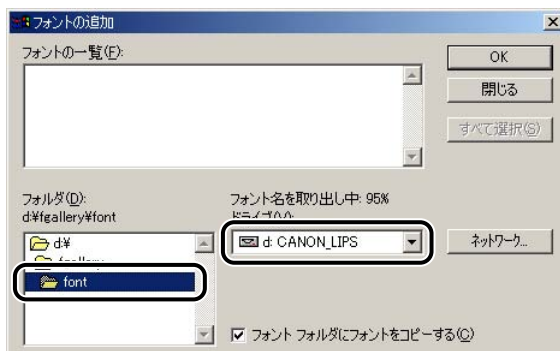 フォントの追加
フォントの一覧(F):
OK
閉じる
すべて選択(S)
フォルダ(D):
d:¥fgallery¥font
フォント名を取り出し中: 95%
ドライブ(V):
d:¥
d: CANON_LIPS
ネットワーク...
fgallery
font
フォント フォルダにフォントをコピーする(C)